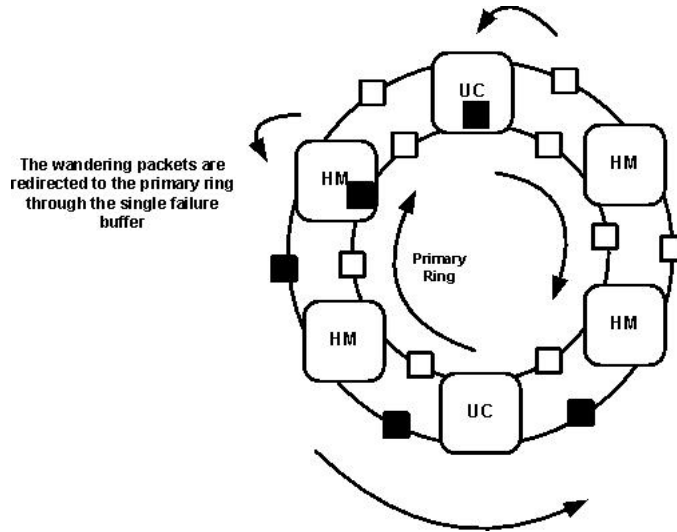 UC
HM
The wandering packets are
redirected to the primary ring
through the single failure
buffer
HM
Primary
Ring
HM
HM
UC